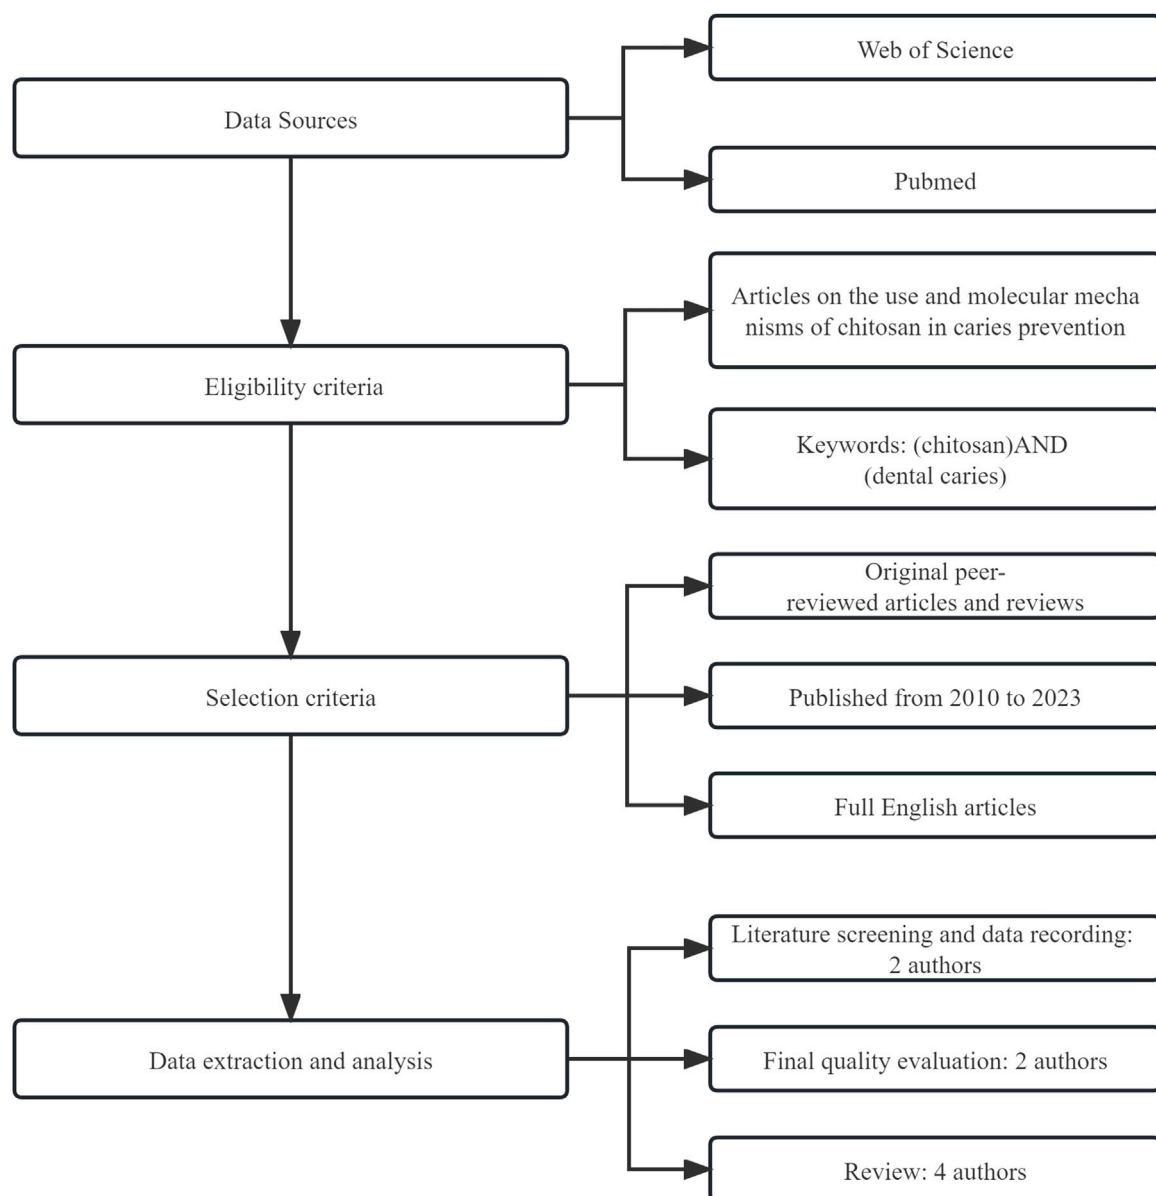 Data Sources
Web of Science
Pubmed
Eligibility criteria
Articles on the use and molecular mecha
nisms of chitosan in caries prevention
Keywords: (chitosan)AND
(dental caries)
Selection criteria
Original peer-
reviewed articles and reviews
Published from 2010 to 2023
Full English articles
Data extraction and analysis
Literature screening and data recording:
2 authors
Final quality evaluation: 2 authors
Review: 4 authors